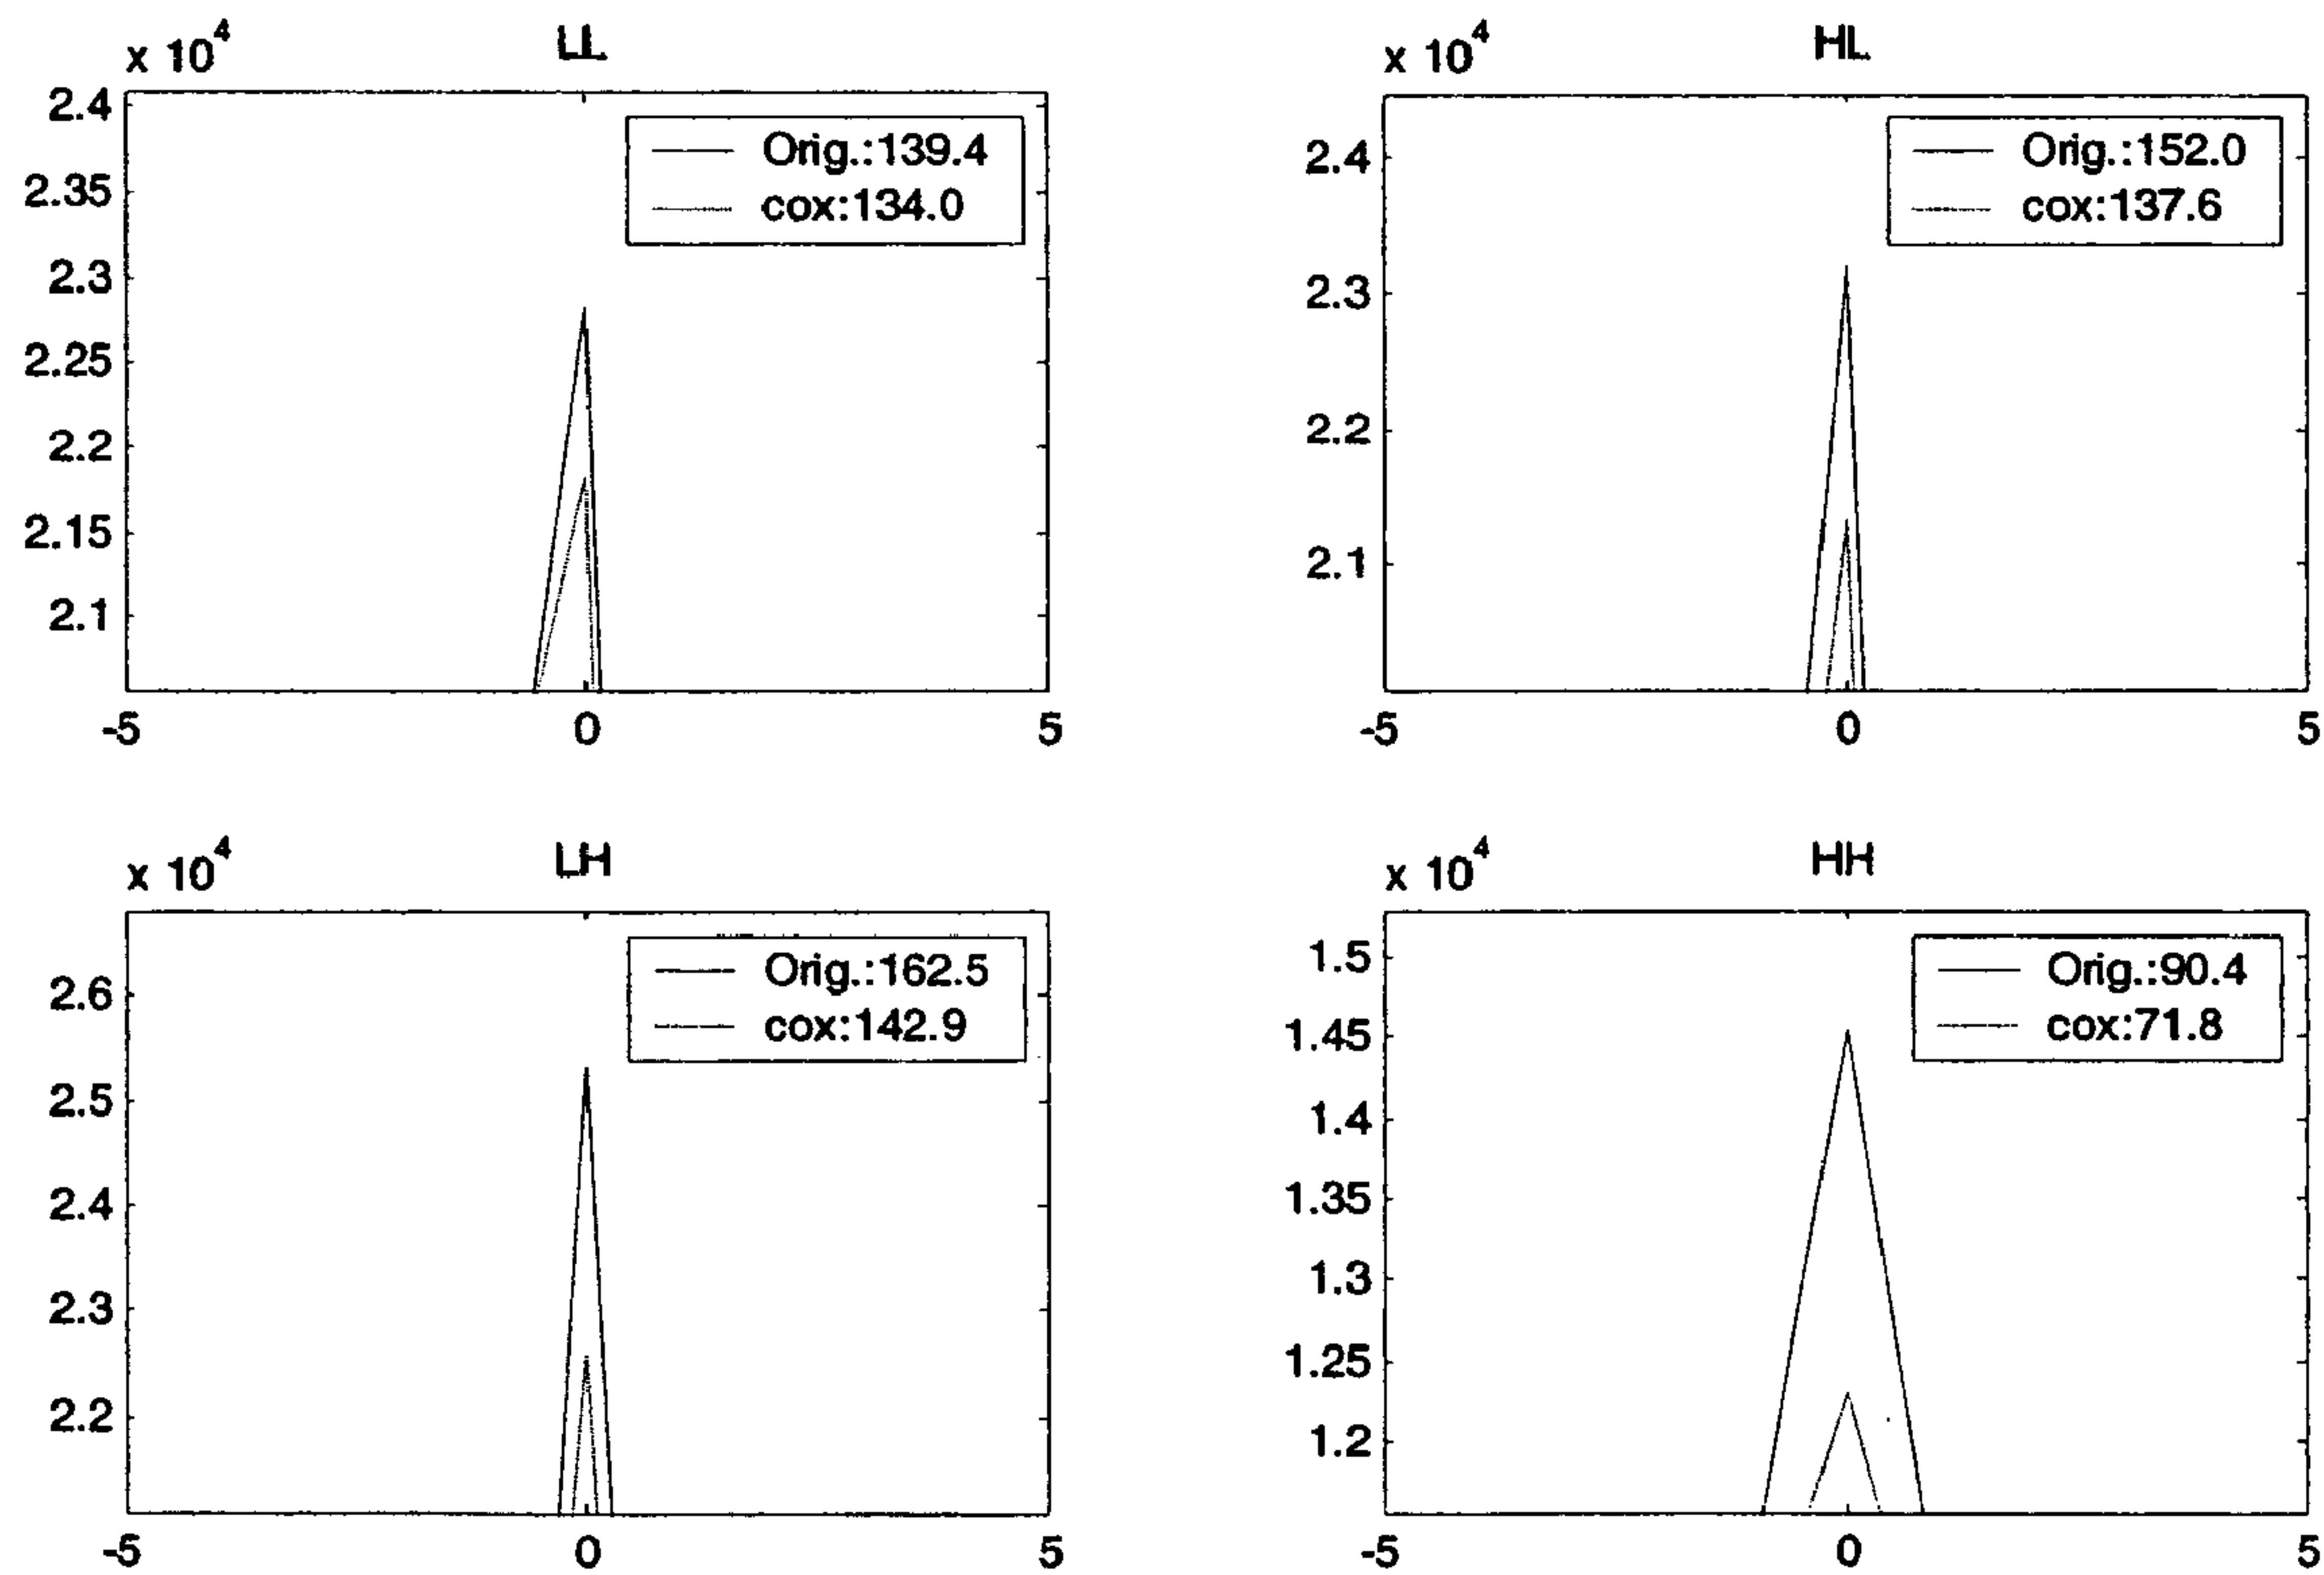 x 10^4
LL
2.4
2.35
2.3
2.25
2.2
2.15
2.1
-5 0 5
Orig.:139.4
cox:134.0
x 10^4
HL
2.4
2.3
2.2
2.1
-5 0 5
Orig.:152.0
cox:137.6
x 10^4
LH
2.6
2.5
2.4
2.3
2.2
-5 0 5
Orig.:162.5
cox:142.9
x 10^4
HH
1.5
1.45
1.4
1.35
1.3
1.25
1.2
-5 0 5
Orig.:90.4
cox:71.8